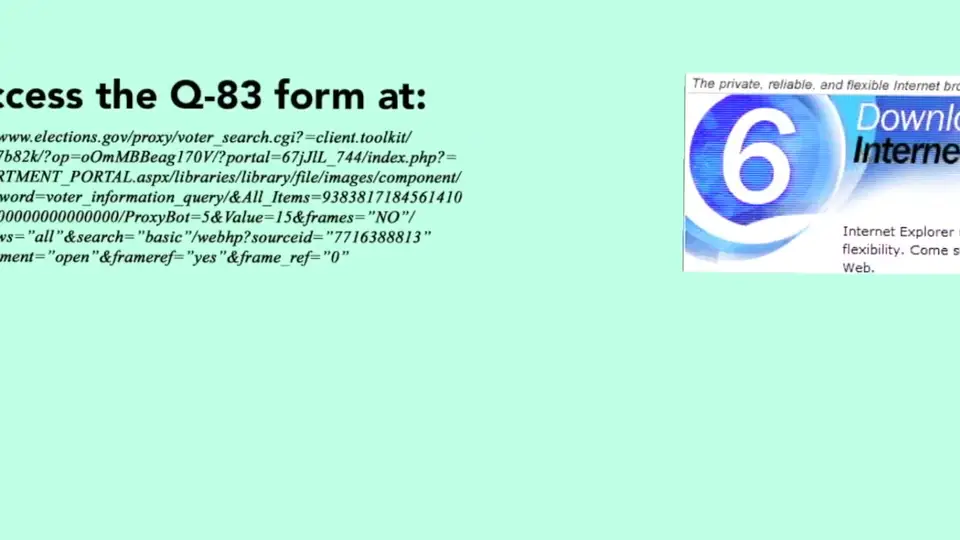 ccess the Q-83 form at:
www.elections.gov/proxy/voter_search.cgi?=client.toolkit/
7b82k/?op=oOmMBBeag170V/?portal=67jJlL_744/index.php?=
RTMENT_PORTAL.aspx/libraries/library/file/images/component/
word=voter_information_query/&All_Items=9383817184561410
00000000000000/ProxyBot=5&Value=15&frames="NO"/
ws="all"&search="basic"/webhp?sourceid="7716388813"
ment="open"&frameref="yes"&frame_ref="0"
The private, reliable, and flexible Internet bro
6
Downlo
Interne
Internet Explorer
flexibility. Come s
Web.